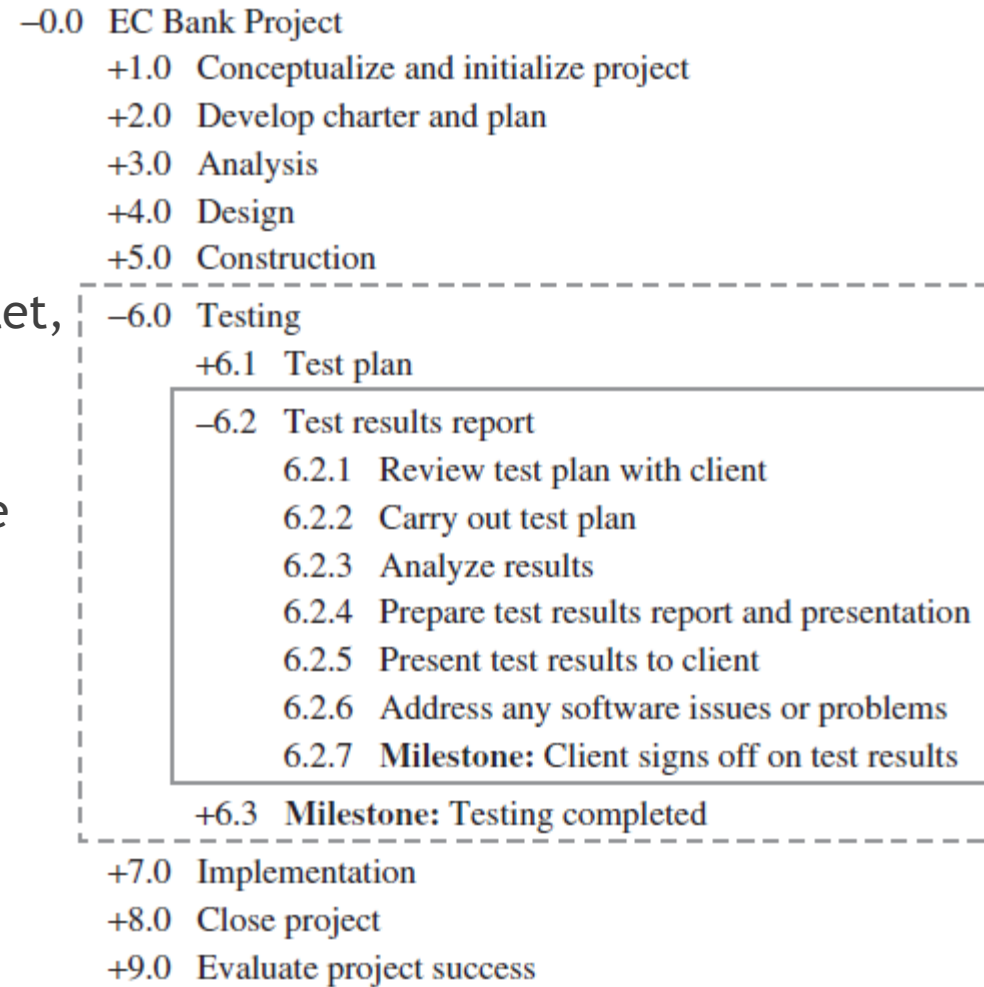 –0.0 EC Bank Project
+1.0 Conceptualize and initialize project
+2.0 Develop charter and plan
+3.0 Analysis
+4.0 Design
+5.0 Construction
–6.0 Testing
+6.1 Test plan
–6.2 Test results report
6.2.1 Review test plan with client
6.2.2 Carry out test plan
6.2.3 Analyze results
6.2.4 Prepare test results report and presentation
6.2.5 Present test results to client
6.2.6 Address any software issues or problems
6.2.7 Milestone: Client signs off on test results
+6.3 Milestone: Testing completed
+7.0 Implementation
+8.0 Close project
+9.0 Evaluate project success